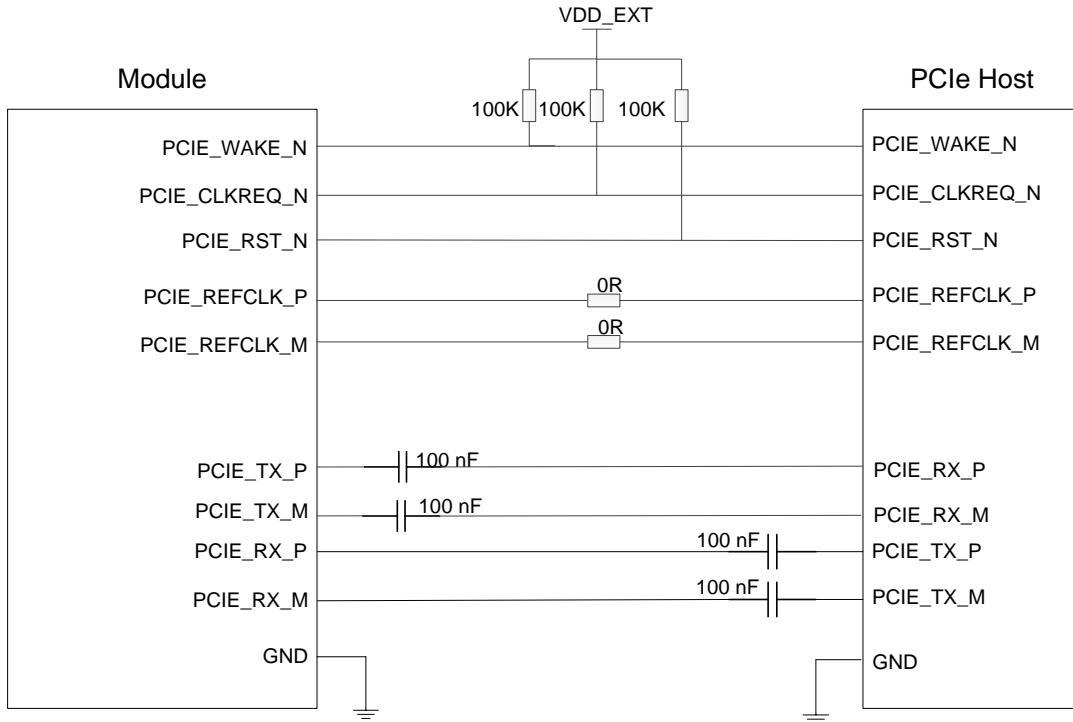 VDD_EXT
Module
PCIe Host
100K 100K 100K
PCIE_WAKE_N PCIE_WAKE_N
PCIE_CLKREQ_N PCIE_CLKREQ_N
PCIE_RST_N PCIE_RST_N
0R
PCIE_REFCLK_P PCIE_REFCLK_P
0R
PCIE_REFCLK_M PCIE_REFCLK_M
PCIE_TX_P 100 nF PCIE_RX_P
PCIE_TX_M 100 nF PCIE_RX_M
PCIE_RX_P 100 nF PCIE_TX_P
PCIE_RX_M 100 nF PCIE_TX_M
GND GND